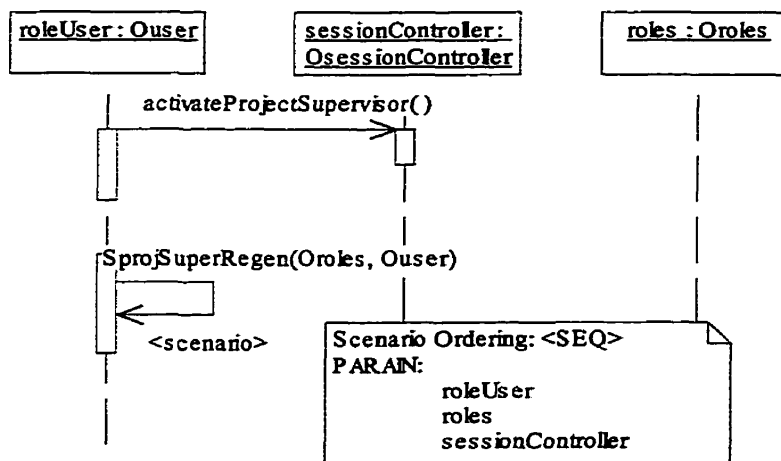 roleUser : Ouser
sessionController:
OsessionController
roles : Oroles
activateProjectSupervisor()
SprojSuperRegen(Oroles, Ouser)
<scenario>
Scenario Ordering: <SEQ>
PARAIN:
roleUser
roles
sessionController